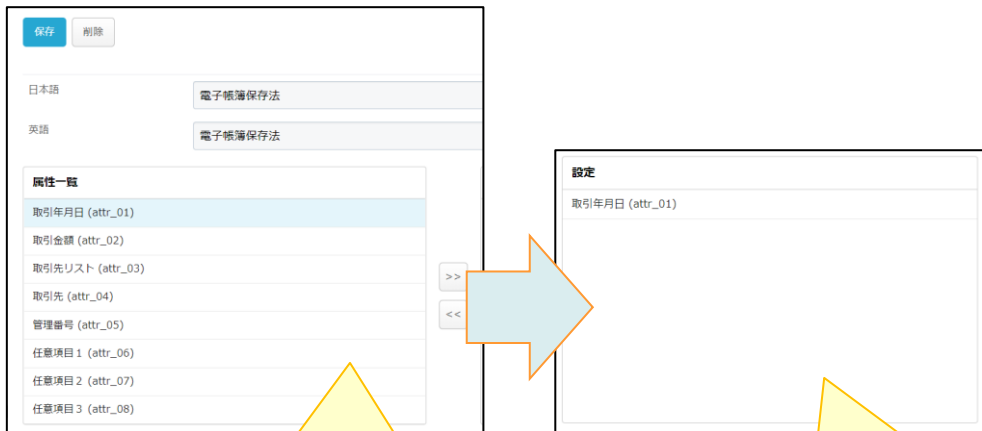 保存 削除
日本語 電子帳簿保存法
英語 電子帳簿保存法
属性一覧
取引年月日 (attr_01)
取引金額 (attr_02)
取引先リスト (attr_03)
取引先 (attr_04)
管理番号 (attr_05)
任意項目1 (attr_06)
任意項目2 (attr_07)
任意項目3 (attr_08)
>>
<<
設定
取引年月日 (attr_01)